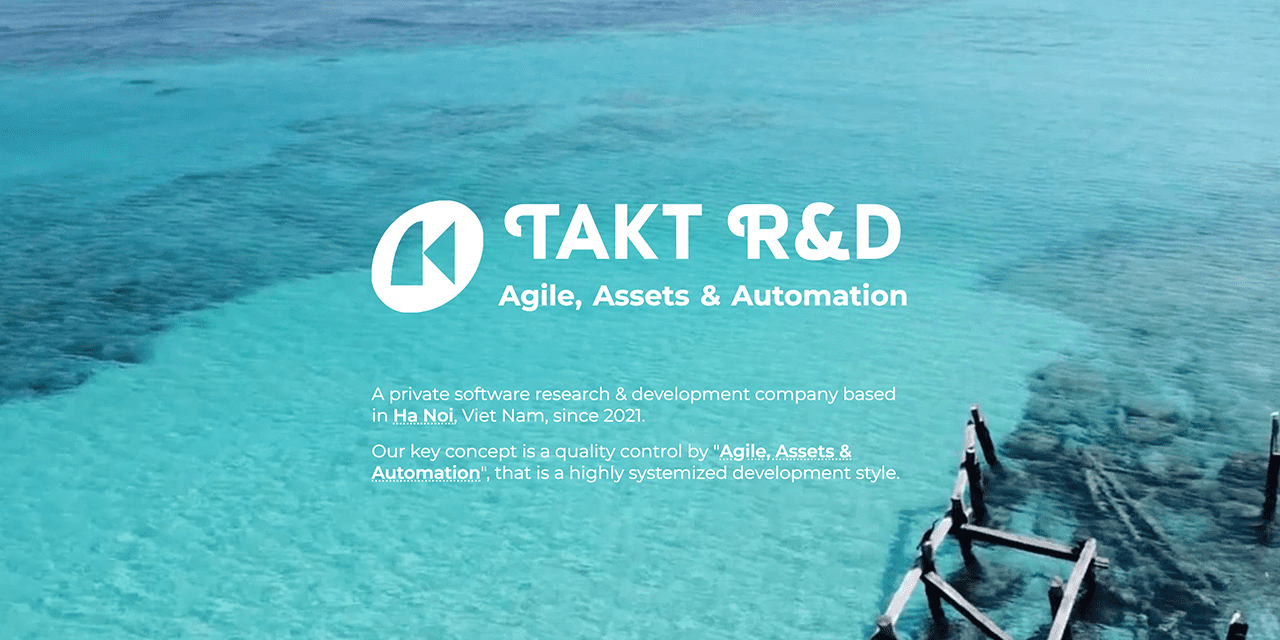 TAKT R&D
Agile, Assets & Automation
A private software research & development company based
in Ha Noi, Viet Nam, since 2021.
Our key concept is a quality control by "Agile, Assets &
Automation", that is a highly systemized development style.